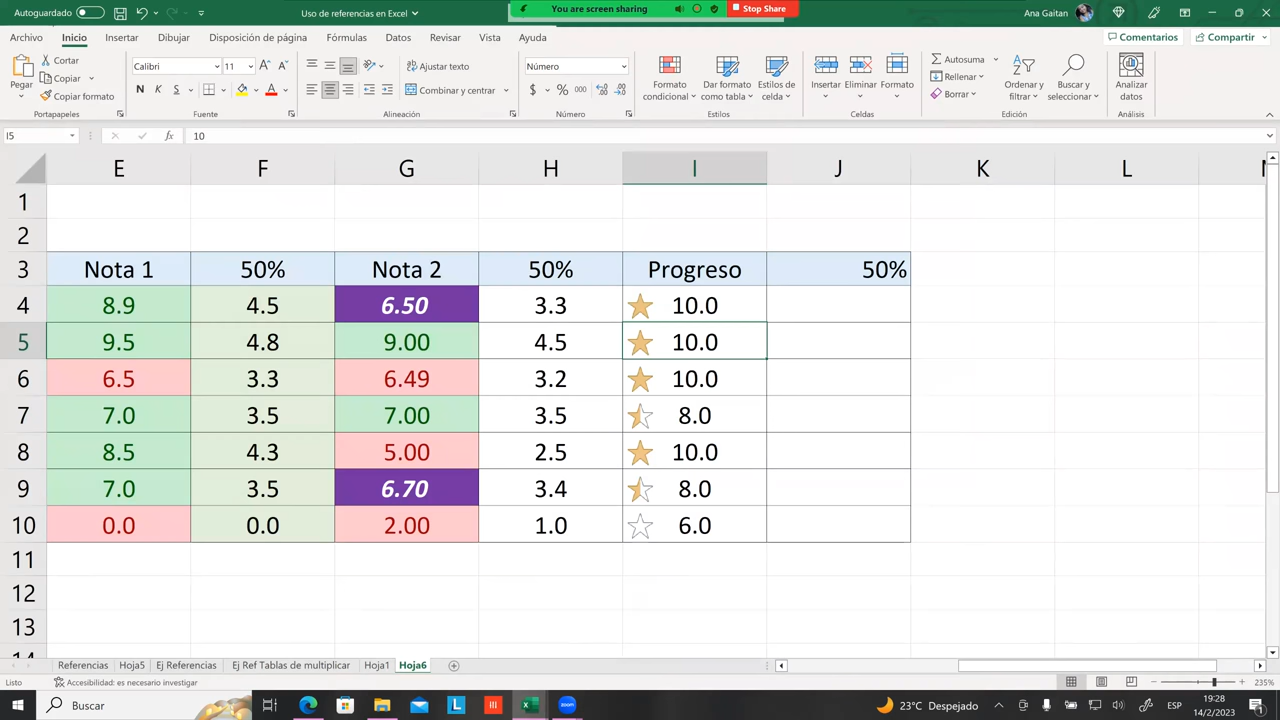 Autoguardado
Uso de referencias en Excel
You are screen sharing
Stop Share
Ana Gaitan
Archivo Inicio Insertar Dibujar Disposición de página Fórmulas Datos Revisar Vista Ayuda
Comentarios Compartir
Pegar
Cortar
Copiar
Copiar formato
Portapapeles
Calibri 11
N K S
Fuente
Ajustar texto
Combinar y centrar
Alineación
Número
$ % 000
Número
Formato condicional
Dar formato como tabla
Estilos de celda
Estilos
Insertar Eliminar Formato
Celdas
Autosuma
Rellenar
Borrar
Ordenar y filtrar
Buscar y seleccionar
Edición
Analizar datos
Análisis
I5 fx 10
E F G H I J K L
1
2
3 Nota 1 50% Nota 2 50% Progreso 50%
4 8.9 4.5 6.50 3.3 10.0
5 9.5 4.8 9.00 4.5 10.0
6 6.5 3.3 6.49 3.2 10.0
7 7.0 3.5 7.00 3.5 8.0
8 8.5 4.3 5.00 2.5 10.0
9 7.0 3.5 6.70 3.4 8.0
10 0.0 0.0 2.00 1.0 6.0
11
12
13
Referencias Hoja5 Ej Referencias Ej Ref Tablas de multiplicar Hoja1 Hoja6
Listo Accesibilidad: es necesario investigar 235%
Buscar
23°C Despejado
ESP
19:28
14/2/2023